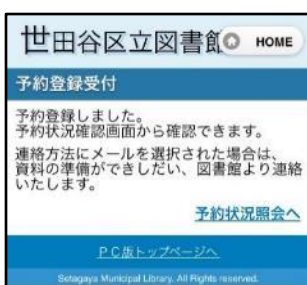 世田谷区立図書館
HOME
予約登録受付
予約登録しました。
予約状況確認画面から確認できます。
連絡方法にメールを選択された場合は、
資料の準備ができしだい、図書館より連絡
いたします。
予約状況照会へ
ＰＣ版トップページへ
Setagaya Municipal Library. All Rights reserved.